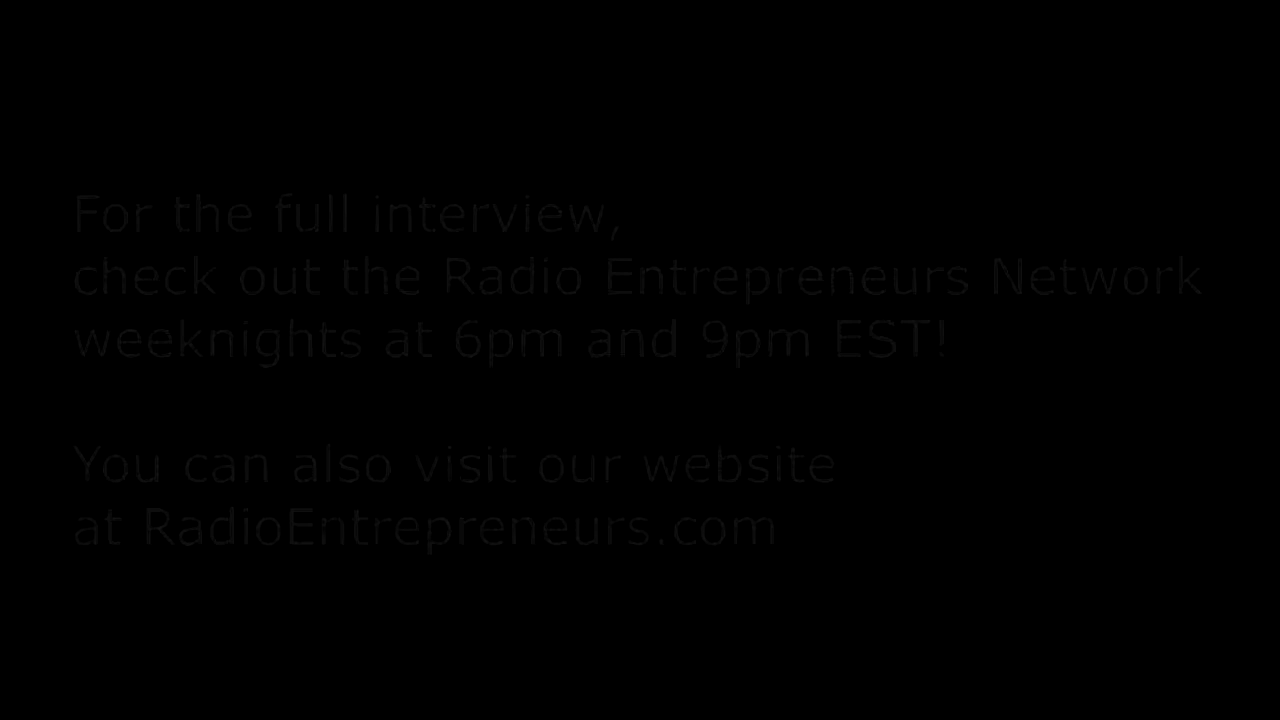 For the full interview,
check out the Radio Entrepreneurs Network
weeknights at 6pm and 9pm EST!
You can also visit our website
at RadioEntrepreneurs.com